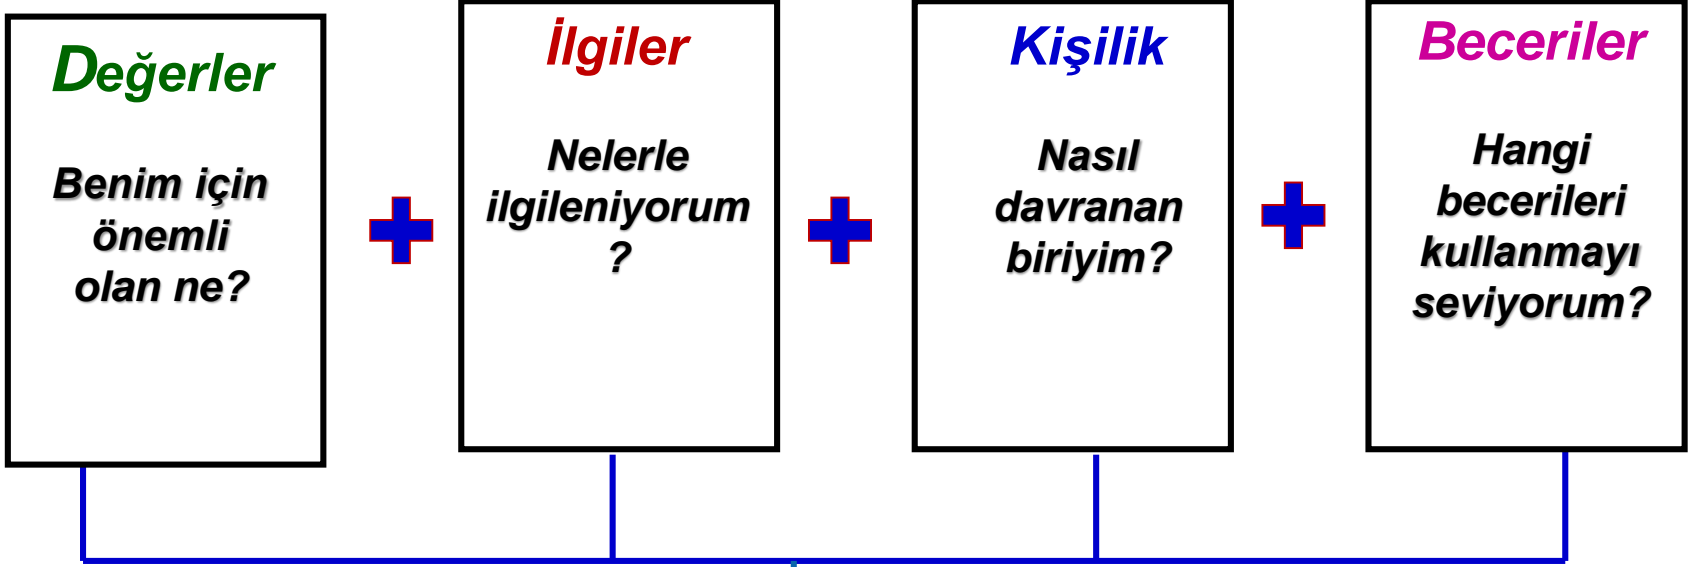 Değerler
Benim için
önemli
olan ne?
İlgiler
Nelerle
ilgileniyorum
?
Kişilik
Nasıl
davranan
biriyim?
Beceriler
Hangi
becerileri
kullanmayı
seviyorum?